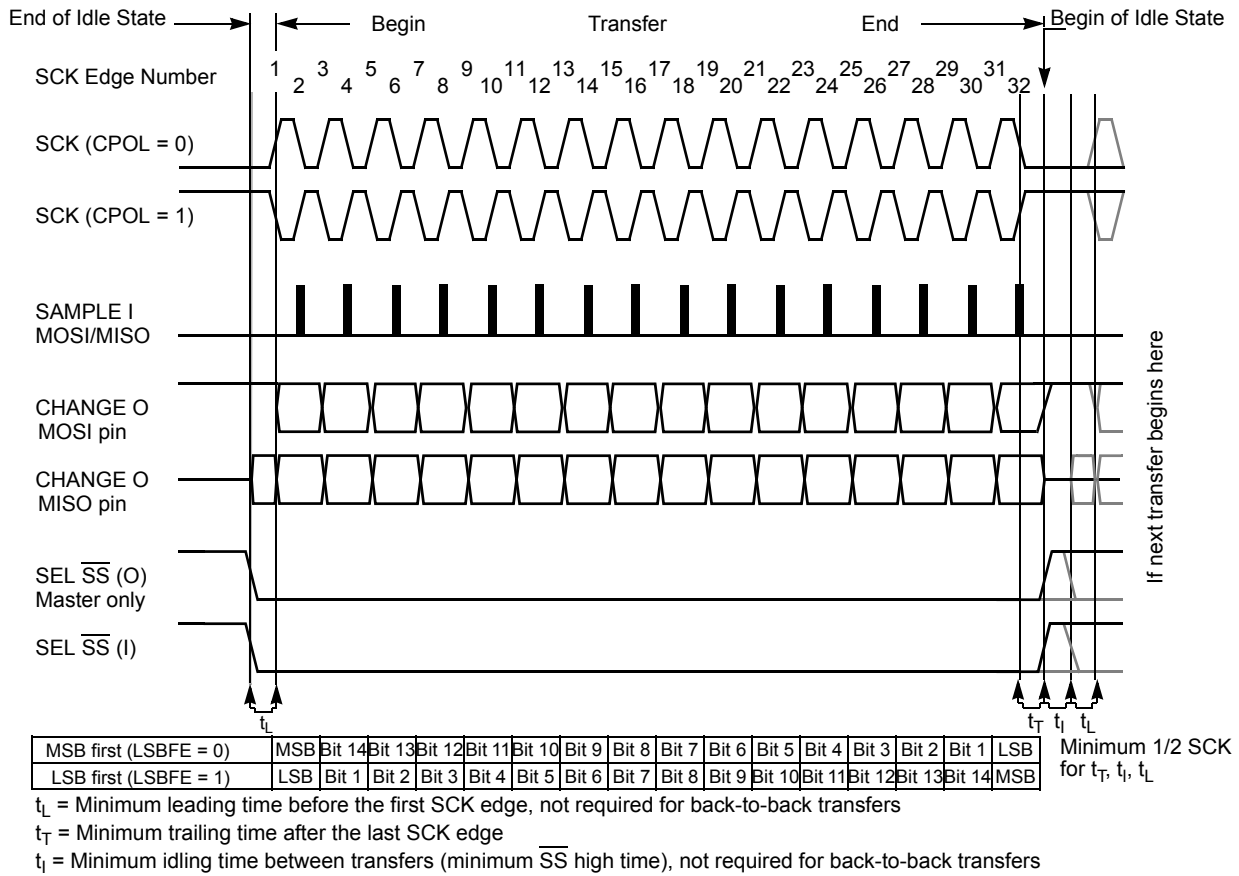 End of Idle State Begin Transfer End Begin of Idle State
SCK Edge Number 1 2 3 4 5 6 7 8 9 10 11 12 13 14 15 16 17 18 19 20 21 22 23 24 25 26 27 28 29 30 31 32
SCK (CPOL = 0)
SCK (CPOL = 1)
SAMPLE I
MOSI/MISO
CHANGE O
MOSI pin
CHANGE O
MISO pin
SEL SS (O)
Master only
SEL SS (I)
If next transfer begins here
tL tT tI tL
MSB first (LSBFE = 0) MSB Bit 14 Bit 13 Bit 12 Bit 11 Bit 10 Bit 9 Bit 8 Bit 7 Bit 6 Bit 5 Bit 4 Bit 3 Bit 2 Bit 1 LSB
LSB first (LSBFE = 1) LSB Bit 1 Bit 2 Bit 3 Bit 4 Bit 5 Bit 6 Bit 7 Bit 8 Bit 9 Bit 10 Bit 11 Bit 12 Bit 13 Bit 14 MSB
Minimum 1/2 SCK
for tT, tI, tL
tL = Minimum leading time before the first SCK edge, not required for back-to-back transfers
tT = Minimum trailing time after the last SCK edge
tI = Minimum idling time between transfers (minimum SS high time), not required for back-to-back transfers